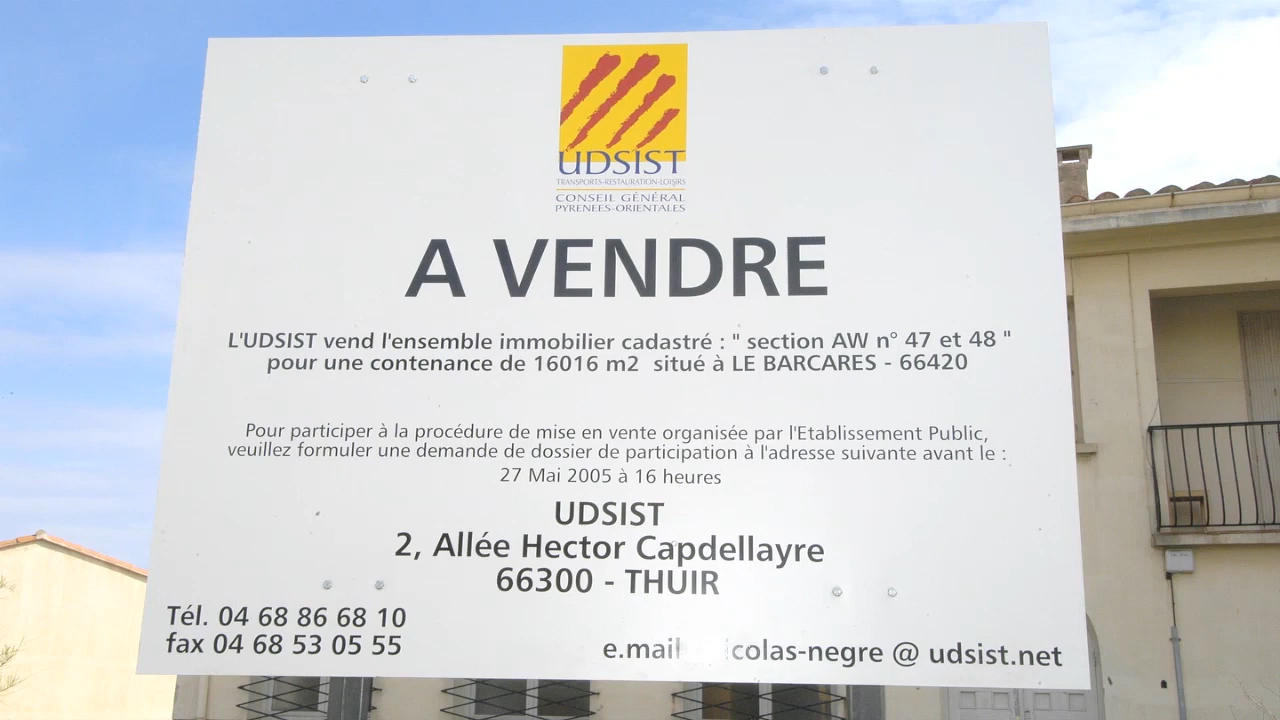 UDSIST
TRANSPORTS-RESTAURATION-LOISIRS
CONSEIL GÉNÉRAL
PYRENEES-ORIENTALES
A VENDRE
L'UDSIST vend l'ensemble immobilier cadastré : " section AW n° 47 et 48 "
pour une contenance de 16016 m2 situé à LE BARCARES - 66420
Pour participer à la procédure de mise en vente organisée par l'Etablissement Public,
veuillez formuler une demande de dossier de participation à l'adresse suivante avant le :
27 Mai 2005 à 16 heures
UDSIST
2, Allée Hector Capdellayre
66300 - THUIR
Tél. 04 68 86 68 10
fax 04 68 53 05 55
e.mail @ udsist.net